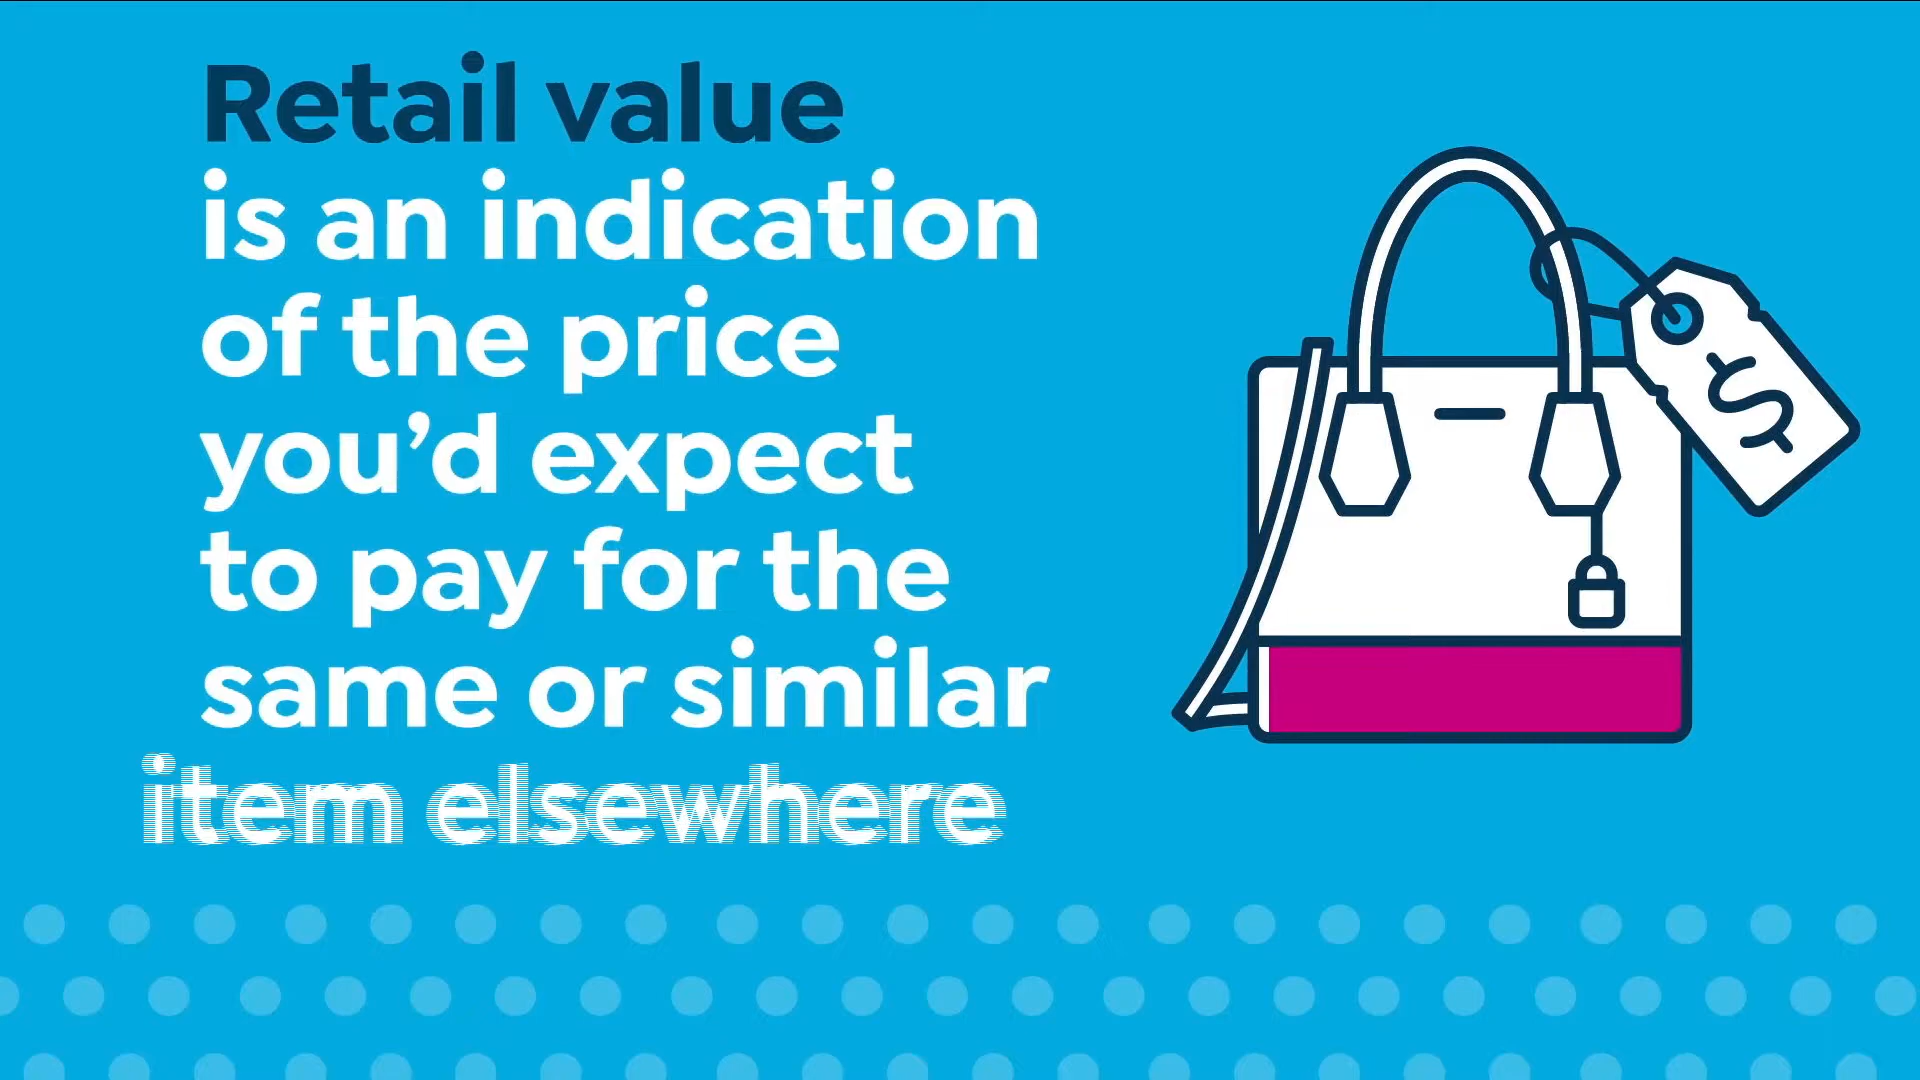 Retail value
is an indication
of the price
you’d expect
to pay for the
same or similar
item elsewhere
$